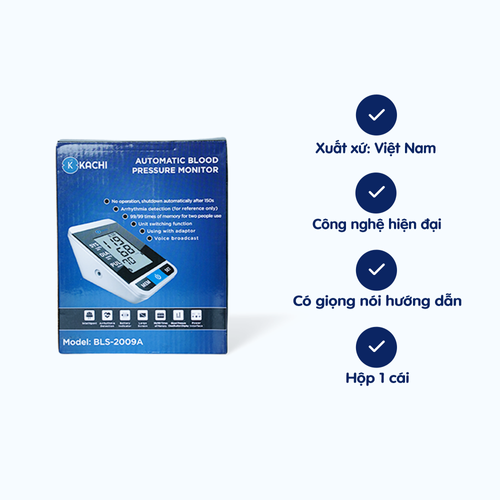 KACHI
AUTOMATIC BLOOD
PRESSURE MONITOR
No operation, shutdown automatically after 150s
Arrhythmia detection (for reference only)
99/99 times of memory for two people use
Unit switching function
Using with adaptor
Voice broadcast
Model: BLS-2009A
Xuất xứ: Việt Nam
Công nghệ hiện đại
Có giọng nói hướng dẫn
Hộp 1 cái